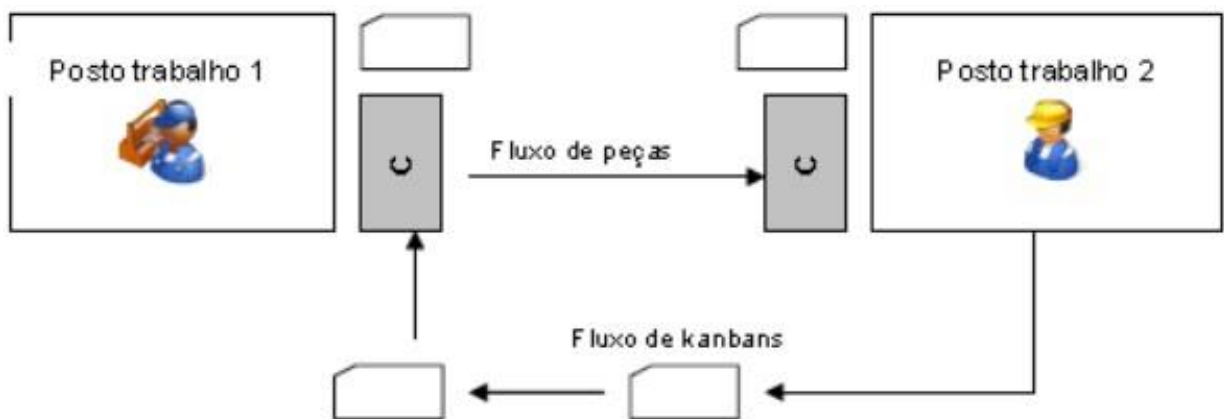 Posto trabalho 1
Posto trabalho 2
C
Fluxo de peças
C
Fluxo de kanbans